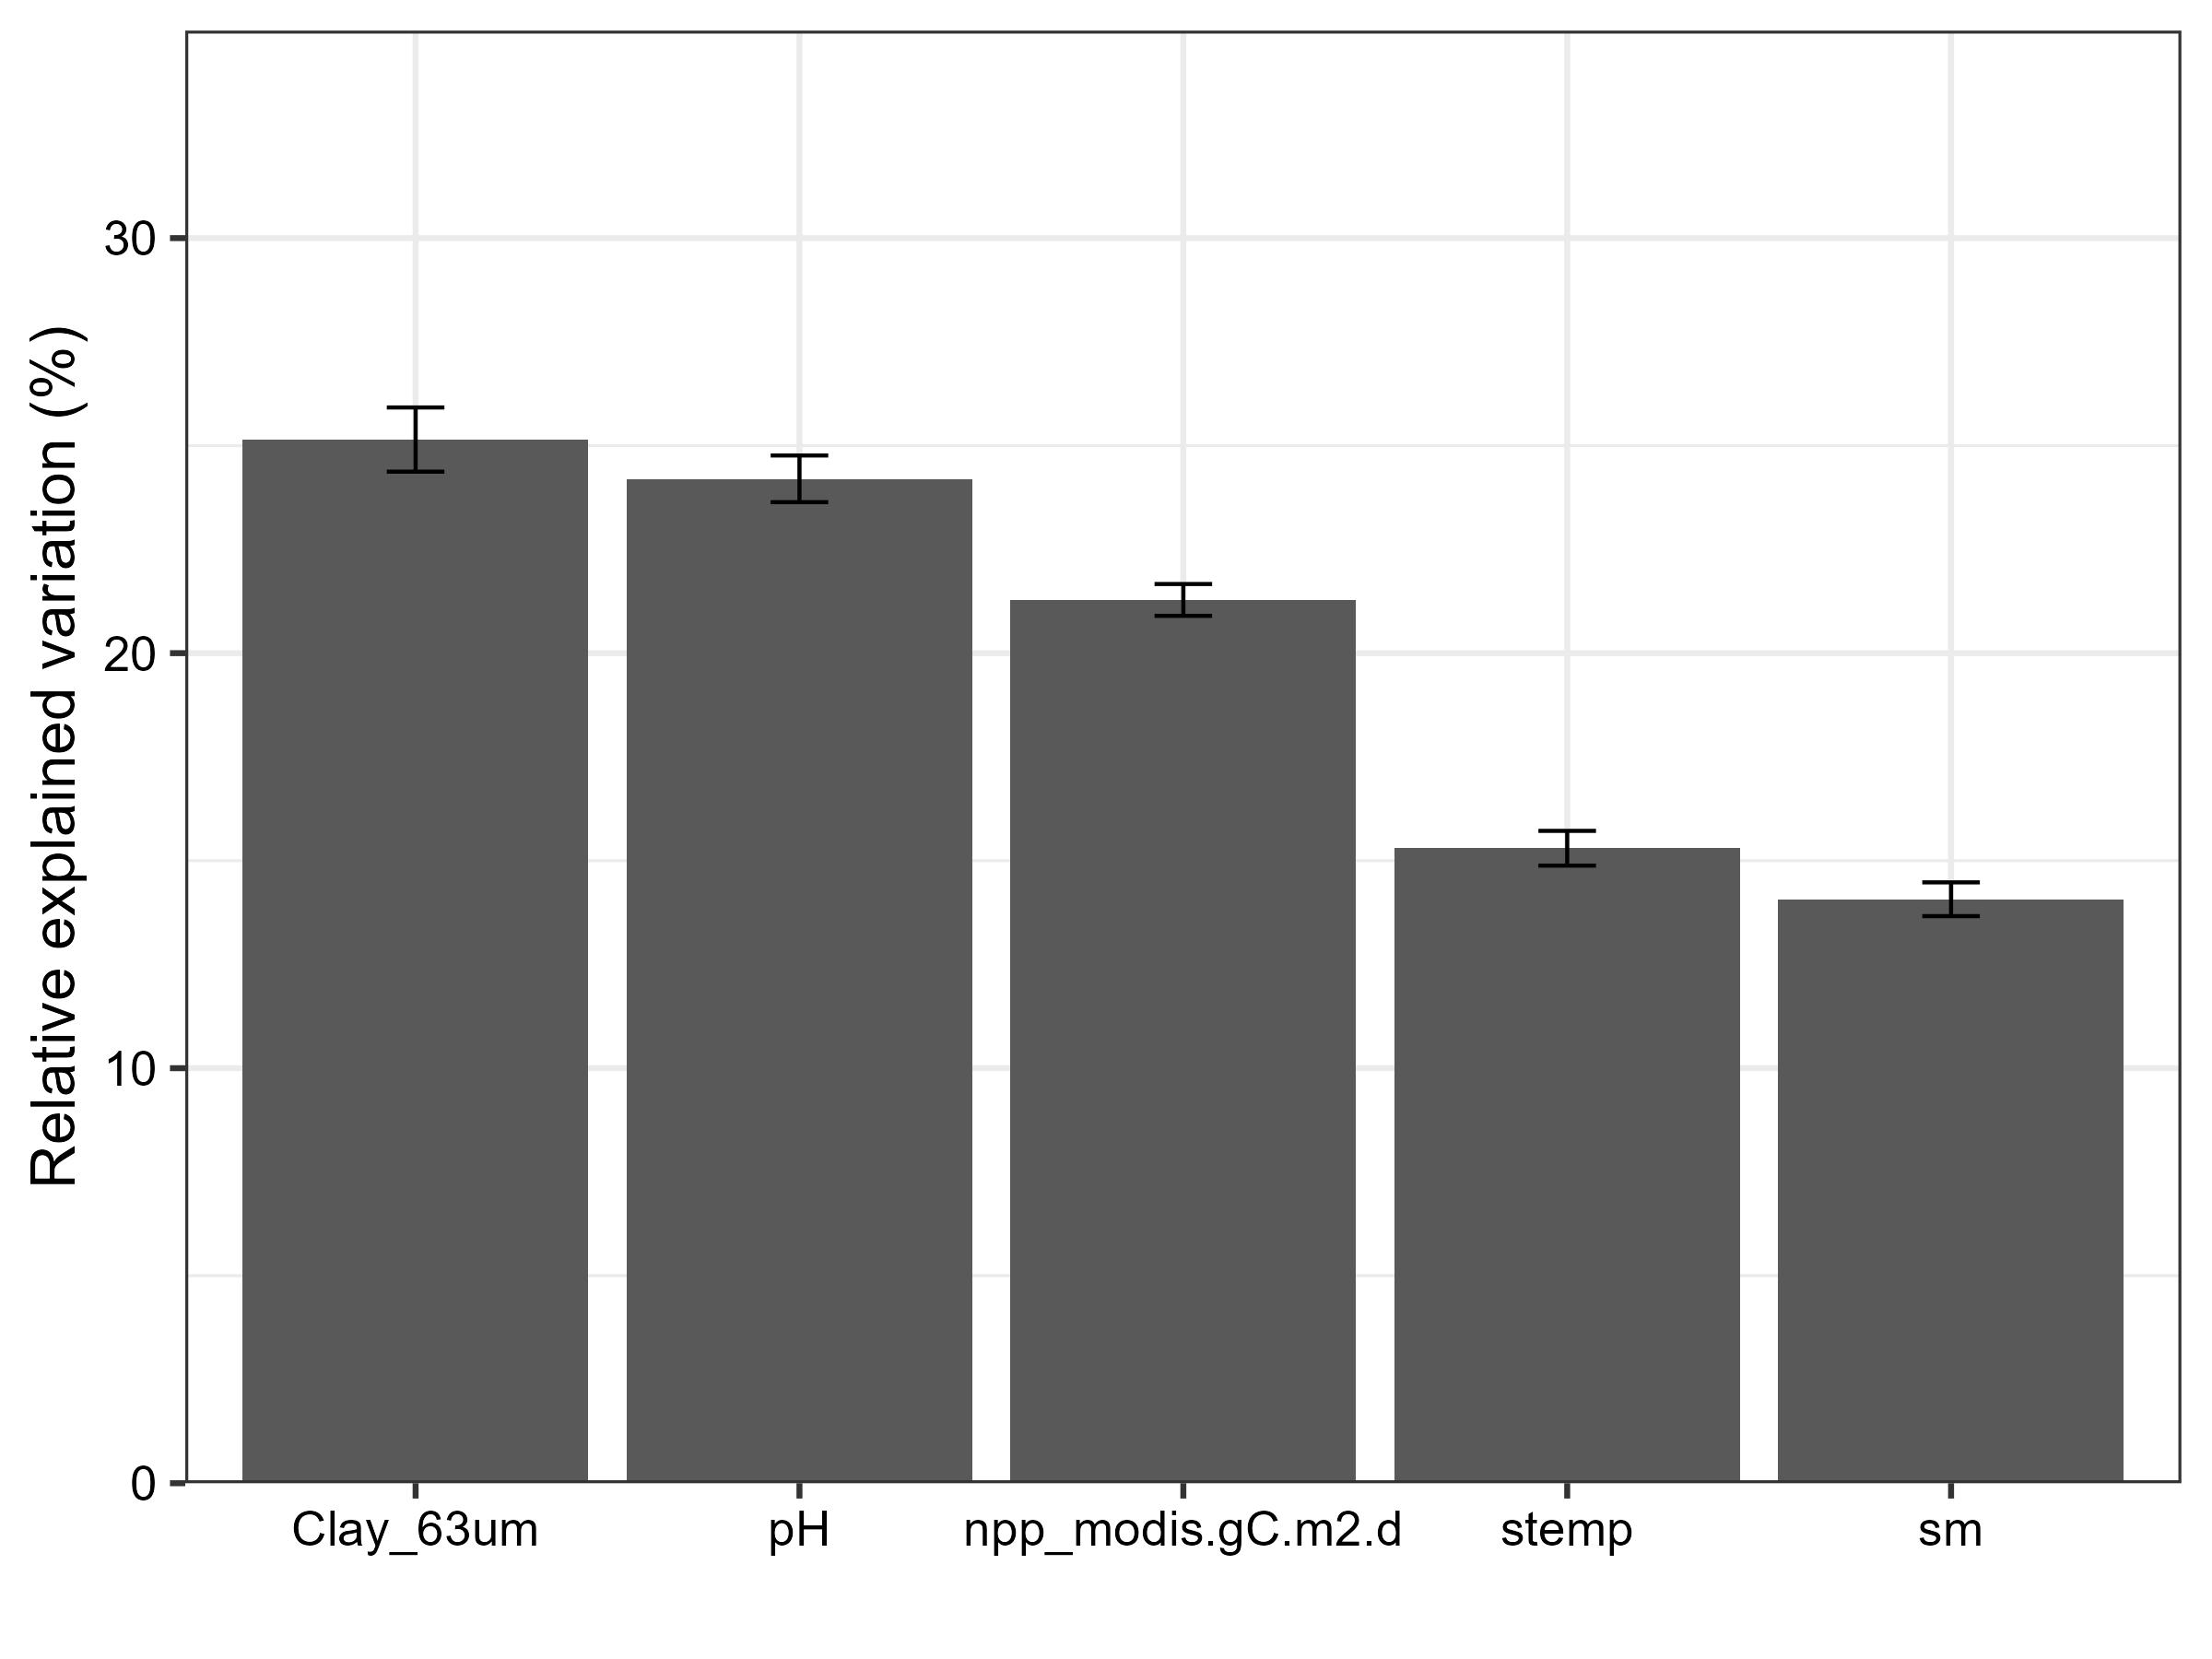 Relative explained variation (%)
30
20
10
0
Clay_63um pH npp_modis.gC.m2.d stemp sm